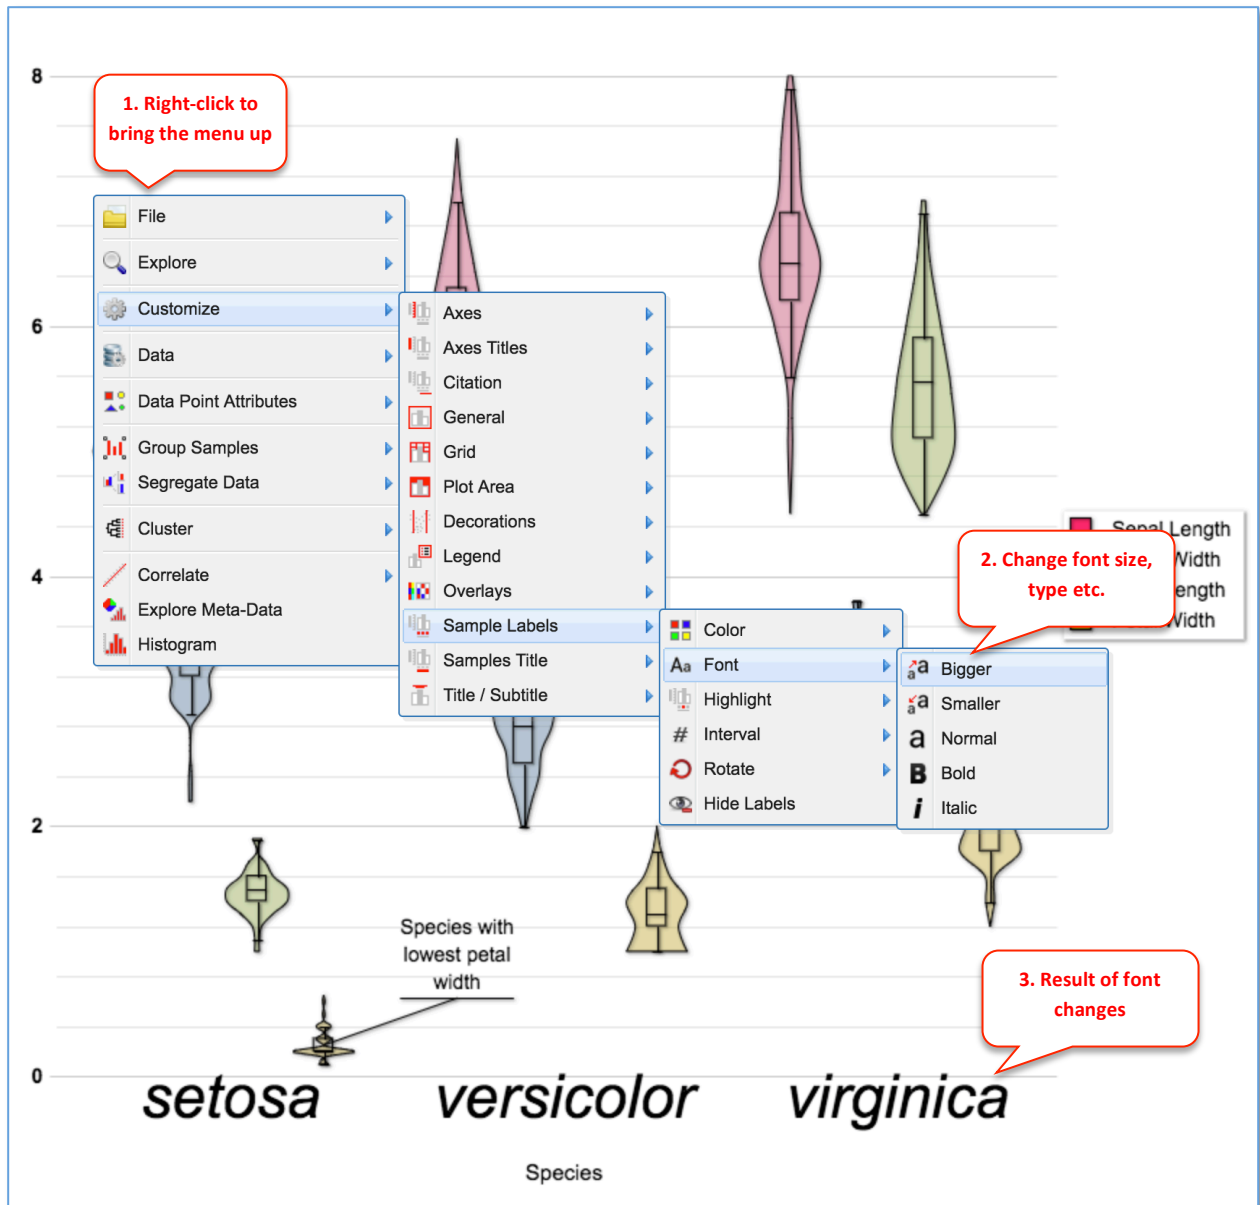 8
1. Right-click to
bring the menu up
File
Explore
Customize
Data
Data Point Attributes
Group Samples
Segregate Data
Cluster
Correlate
Explore Meta-Data
Histogram
Axes
Axes Titles
Citation
General
Grid
Plot Area
Decorations
Legend
Overlays
Sample Labels
Samples Title
Title / Subtitle
6
4
2
0
Sepal Length
Width
ength
Width
2. Change font size,
type etc.
Color
Aa Font
Highlight
# Interval
Rotate
Hide Labels
a a Bigger
a a Smaller
a Normal
B Bold
i Italic
Species with
lowest petal
width
3. Result of font
changes
setosa versicolor virginica
Species